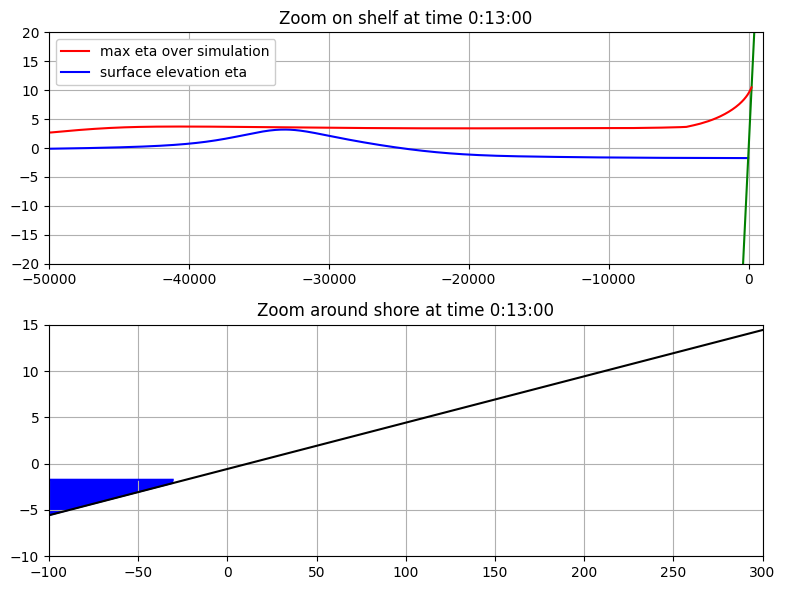 Zoom on shelf at time 0:13:00
20
15
10
5
0
−5
−10
−15
−20
max eta over simulation
surface elevation eta
−50000 −40000 −30000 −20000 −10000 0
Zoom around shore at time 0:13:00
15
10
5
0
−5
−10
−100 −50 0 50 100 150 200 250 300